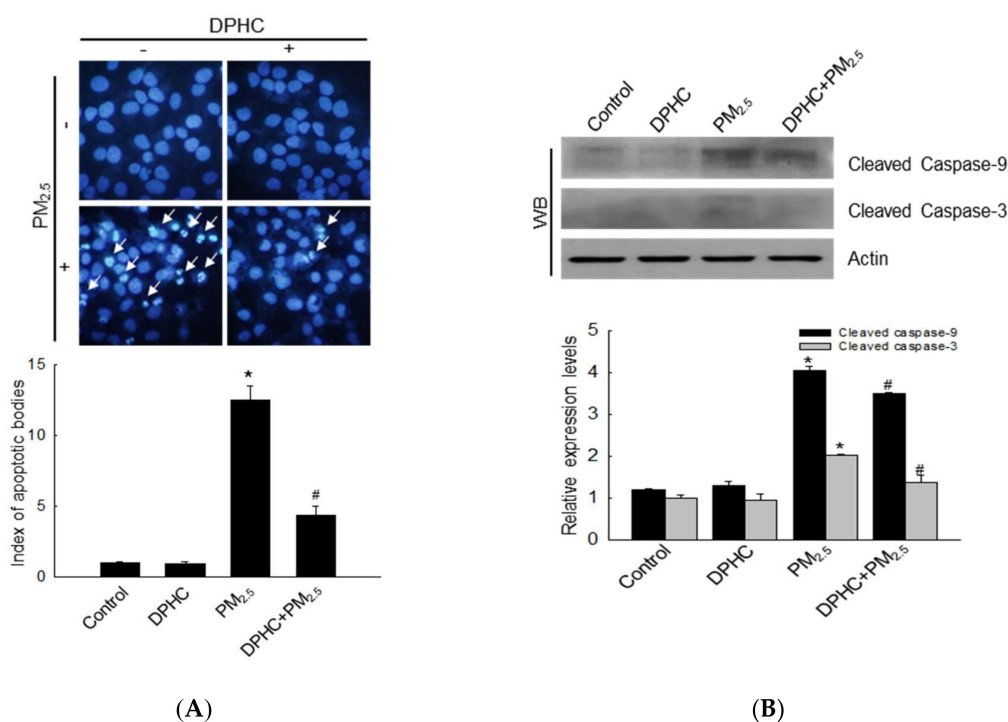 DPHC
- +
PM2.5
-
+
15
10
5
0
Index of apoptotic bodies
*
#
Control
DPHC
PM2.5
DPHC+PM2.5
(A)
Control
DPHC
PM2.5
DPHC+PM2.5
WB
Cleaved Caspase-9
Cleaved Caspase-3
Actin
5
4
3
2
1
0
Relative expression levels
Cleaved caspase-9
Cleaved caspase-3
*
*
#
#
Control
DPHC
PM2.5
DPHC+PM2.5
(B)